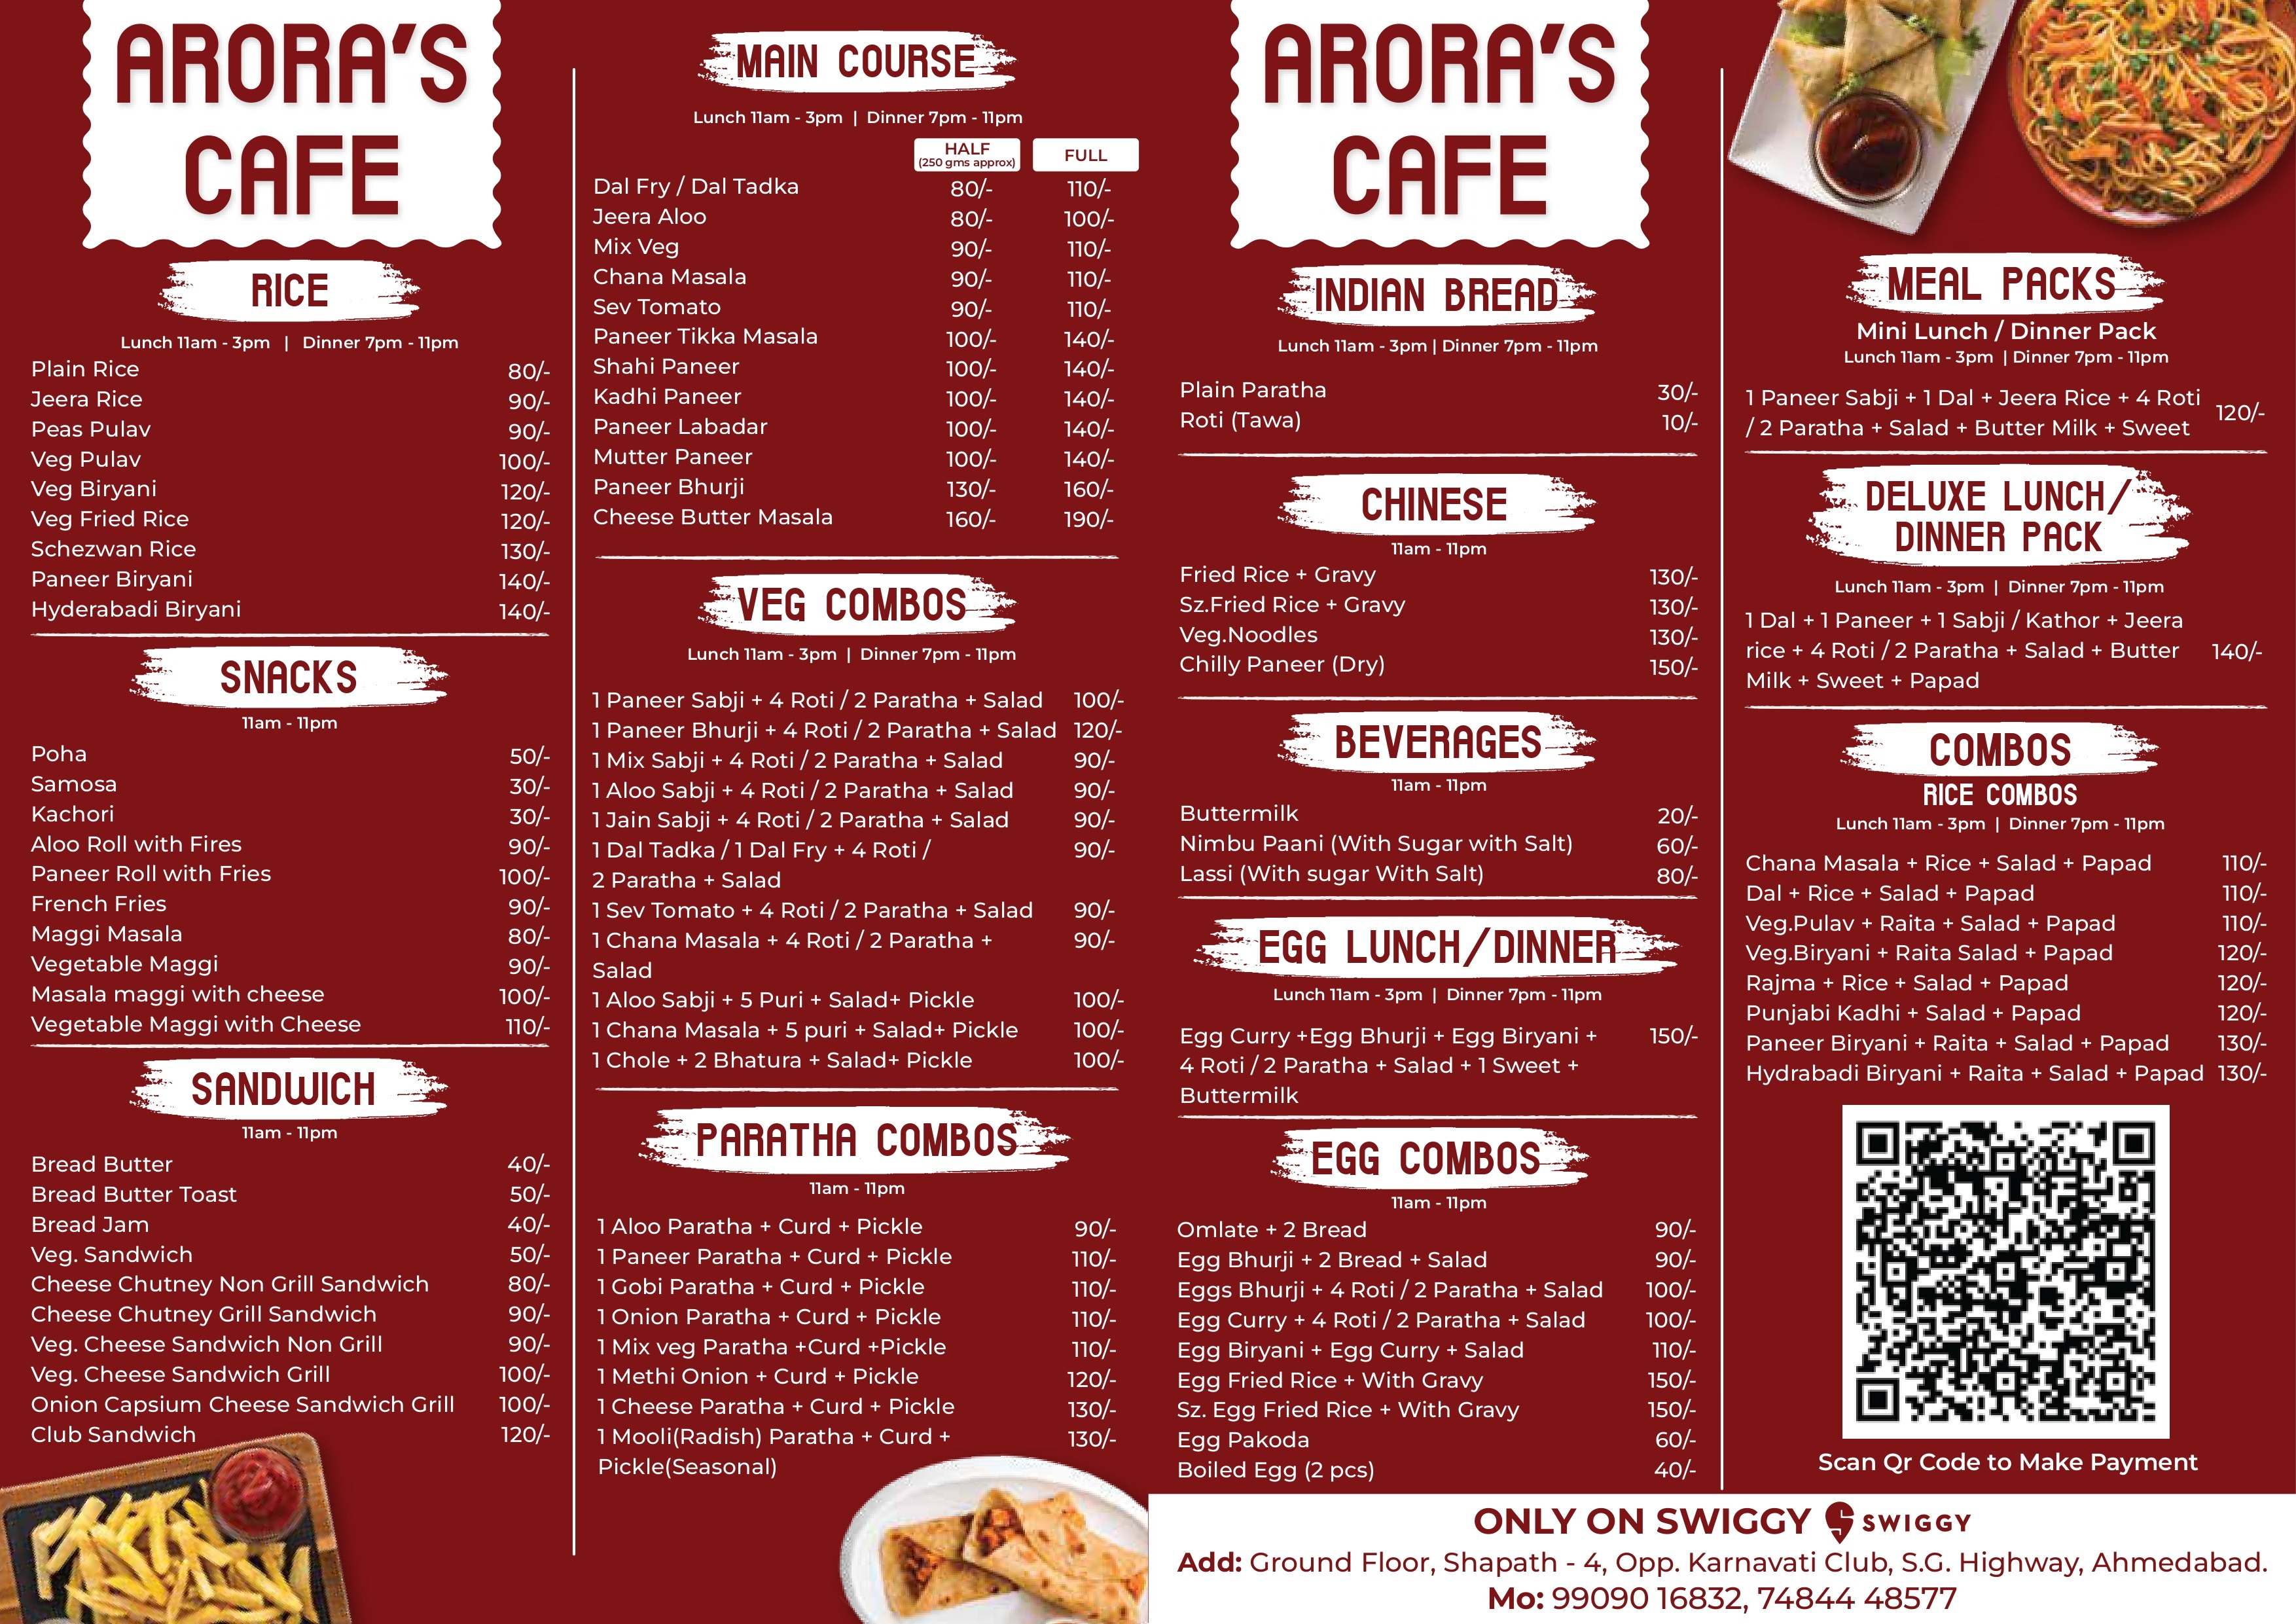 ARORA'S
CAFE
RICE
Lunch 11am - 3pm | Dinner 7pm - 11pm
Plain Rice 80/-
Jeera Rice 90/-
Peas Pulav 90/-
Veg Pulav 100/-
Veg Biryani 120/-
Veg Fried Rice 120/-
Schezwan Rice 130/-
Paneer Biryani 140/-
Hyderabadi Biryani 140/-
SNACKS
11am - 11pm
Poha 50/-
Samosa 30/-
Kachori 30/-
Aloo Roll with Fires 90/-
Paneer Roll with Fries 100/-
French Fries 90/-
Maggi Masala 80/-
Vegetable Maggi 90/-
Masala maggi with cheese 100/-
Vegetable Maggi with Cheese 110/-
SANDWICH
11am - 11pm
Bread Butter 40/-
Bread Butter Toast 50/-
Bread Jam 40/-
Veg. Sandwich 50/-
Cheese Chutney Non Grill Sandwich 80/-
Cheese Chutney Grill Sandwich 90/-
Veg. Cheese Sandwich Non Grill 90/-
Veg. Cheese Sandwich Grill 100/-
Onion Capsium Cheese Sandwich Grill 100/-
Club Sandwich 120/-
MAIN COURSE
Lunch 11am - 3pm | Dinner 7pm - 11pm
HALF FULL
(250 gms approx)
Dal Fry / Dal Tadka 80/- 110/-
Jeera Aloo 80/- 100/-
Mix Veg 90/- 110/-
Chana Masala 90/- 110/-
Sev Tomato 90/- 110/-
Paneer Tikka Masala 100/- 140/-
Shahi Paneer 100/- 140/-
Kadhi Paneer 100/- 140/-
Paneer Labadar 100/- 140/-
Mutter Paneer 100/- 140/-
Paneer Bhurji 130/- 160/-
Cheese Butter Masala 160/- 190/-
VEG COMBOS
Lunch 11am - 3pm | Dinner 7pm - 11pm
1 Paneer Sabji + 4 Roti / 2 Paratha + Salad 100/-
1 Paneer Bhurji + 4 Roti / 2 Paratha + Salad 120/-
1 Mix Sabji + 4 Roti / 2 Paratha + Salad 90/-
1 Aloo Sabji + 4 Roti / 2 Paratha + Salad 90/-
1 Jain Sabji + 4 Roti / 2 Paratha + Salad 90/-
1 Dal Tadka / 1 Dal Fry + 4 Roti / 90/-
2 Paratha + Salad
1 Sev Tomato + 4 Roti / 2 Paratha + Salad 90/-
1 Chana Masala + 4 Roti / 2 Paratha + 90/-
Salad
1 Aloo Sabji + 5 Puri + Salad+ Pickle 100/-
1 Chana Masala + 5 puri + Salad+ Pickle 100/-
1 Chole + 2 Bhatura + Salad+ Pickle 100/-
PARATHA COMBOS
11am - 11pm
1 Aloo Paratha + Curd + Pickle 90/-
1 Paneer Paratha + Curd + Pickle 110/-
1 Gobi Paratha + Curd + Pickle 110/-
1 Onion Paratha + Curd + Pickle 110/-
1 Mix veg Paratha +Curd +Pickle 110/-
1 Methi Onion + Curd + Pickle 120/-
1 Cheese Paratha + Curd + Pickle 130/-
1 Mooli(Radish) Paratha + Curd + 130/-
Pickle(Seasonal)
ARORA'S
CAFE
INDIAN BREAD
Lunch 11am - 3pm | Dinner 7pm - 11pm
Plain Paratha 30/-
Roti (Tawa) 10/-
CHINESE
11am - 11pm
Fried Rice + Gravy 130/-
Sz.Fried Rice + Gravy 130/-
Veg.Noodles 130/-
Chilly Paneer (Dry) 150/-
BEVERAGES
11am - 11pm
Buttermilk 20/-
Nimbu Paani (With Sugar with Salt) 60/-
Lassi (With sugar With Salt) 80/-
EGG LUNCH/DINNER
Lunch 11am - 3pm | Dinner 7pm - 11pm
Egg Curry +Egg Bhurji + Egg Biryani + 150/-
4 Roti / 2 Paratha + Salad + 1 Sweet +
Buttermilk
EGG COMBOS
11am - 11pm
Omlate + 2 Bread 90/-
Egg Bhurji + 2 Bread + Salad 90/-
Eggs Bhurji + 4 Roti / 2 Paratha + Salad 100/-
Egg Curry + 4 Roti / 2 Paratha + Salad 100/-
Egg Biryani + Egg Curry + Salad 110/-
Egg Fried Rice + With Gravy 150/-
Sz. Egg Fried Rice + With Gravy 150/-
Egg Pakoda 60/-
Boiled Egg (2 pcs) 40/-
MEAL PACKS
Mini Lunch / Dinner Pack
Lunch 11am - 3pm | Dinner 7pm - 11pm
1 Paneer Sabji + 1 Dal + Jeera Rice + 4 Roti 120/-
/ 2 Paratha + Salad + Butter Milk + Sweet
DELUXE LUNCH/
DINNER PACK
Lunch 11am - 3pm | Dinner 7pm - 11pm
1 Dal + 1 Paneer + 1 Sabji / Kathor + Jeera
rice + 4 Roti / 2 Paratha + Salad + Butter 140/-
Milk + Sweet + Papad
COMBOS
RICE COMBOS
Lunch 11am - 3pm | Dinner 7pm - 11pm
Chana Masala + Rice + Salad + Papad 110/-
Dal + Rice + Salad + Papad 110/-
Veg.Pulav + Raita + Salad + Papad 110/-
Veg.Biryani + Raita Salad + Papad 120/-
Rajma + Rice + Salad + Papad 120/-
Punjabi Kadhi + Salad + Papad 120/-
Paneer Biryani + Raita + Salad + Papad 130/-
Hydrabadi Biryani + Raita + Salad + Papad 130/-
Scan Qr Code to Make Payment
ONLY ON SWIGGY SWIGGY
Add: Ground Floor, Shapath - 4, Opp. Karnavati Club, S.G. Highway, Ahmedabad.
Mo: 99090 16832, 74844 48577